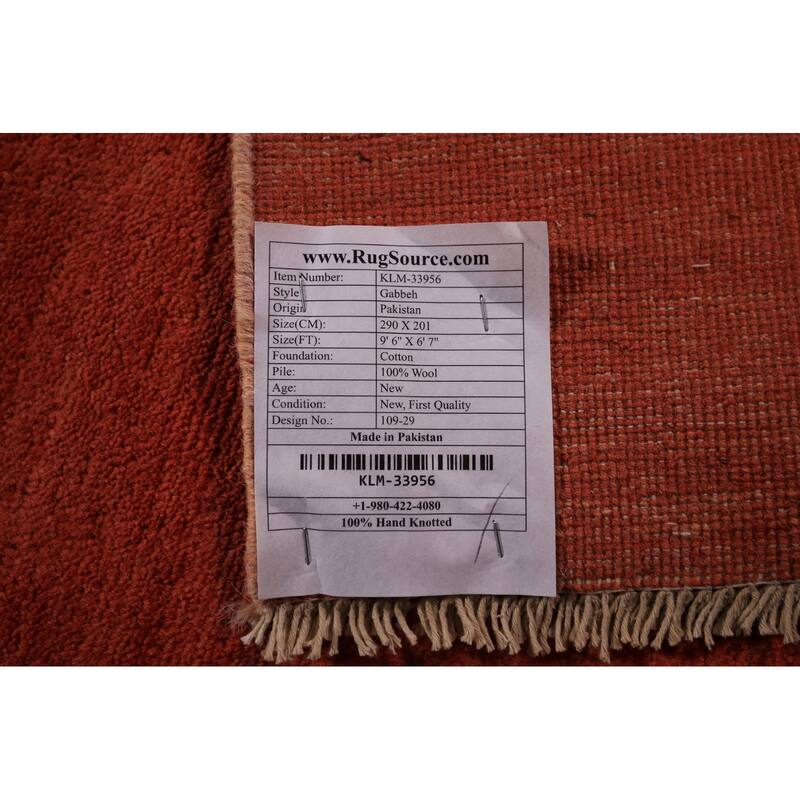 www.RugSource.com
Item Number: KLM-33956
Style Gabbeh
Origin Pakistan
Size(CM): 290 X 201
Size(FT): 9' 6" X 6' 7"
Foundation: Cotton
Pile: 100% Wool
Age: New
Condition: New, First Quality
Design No.: 109-29
Made in Pakistan
KLM-33956
+1-980-422-4080
100% Hand Knotted